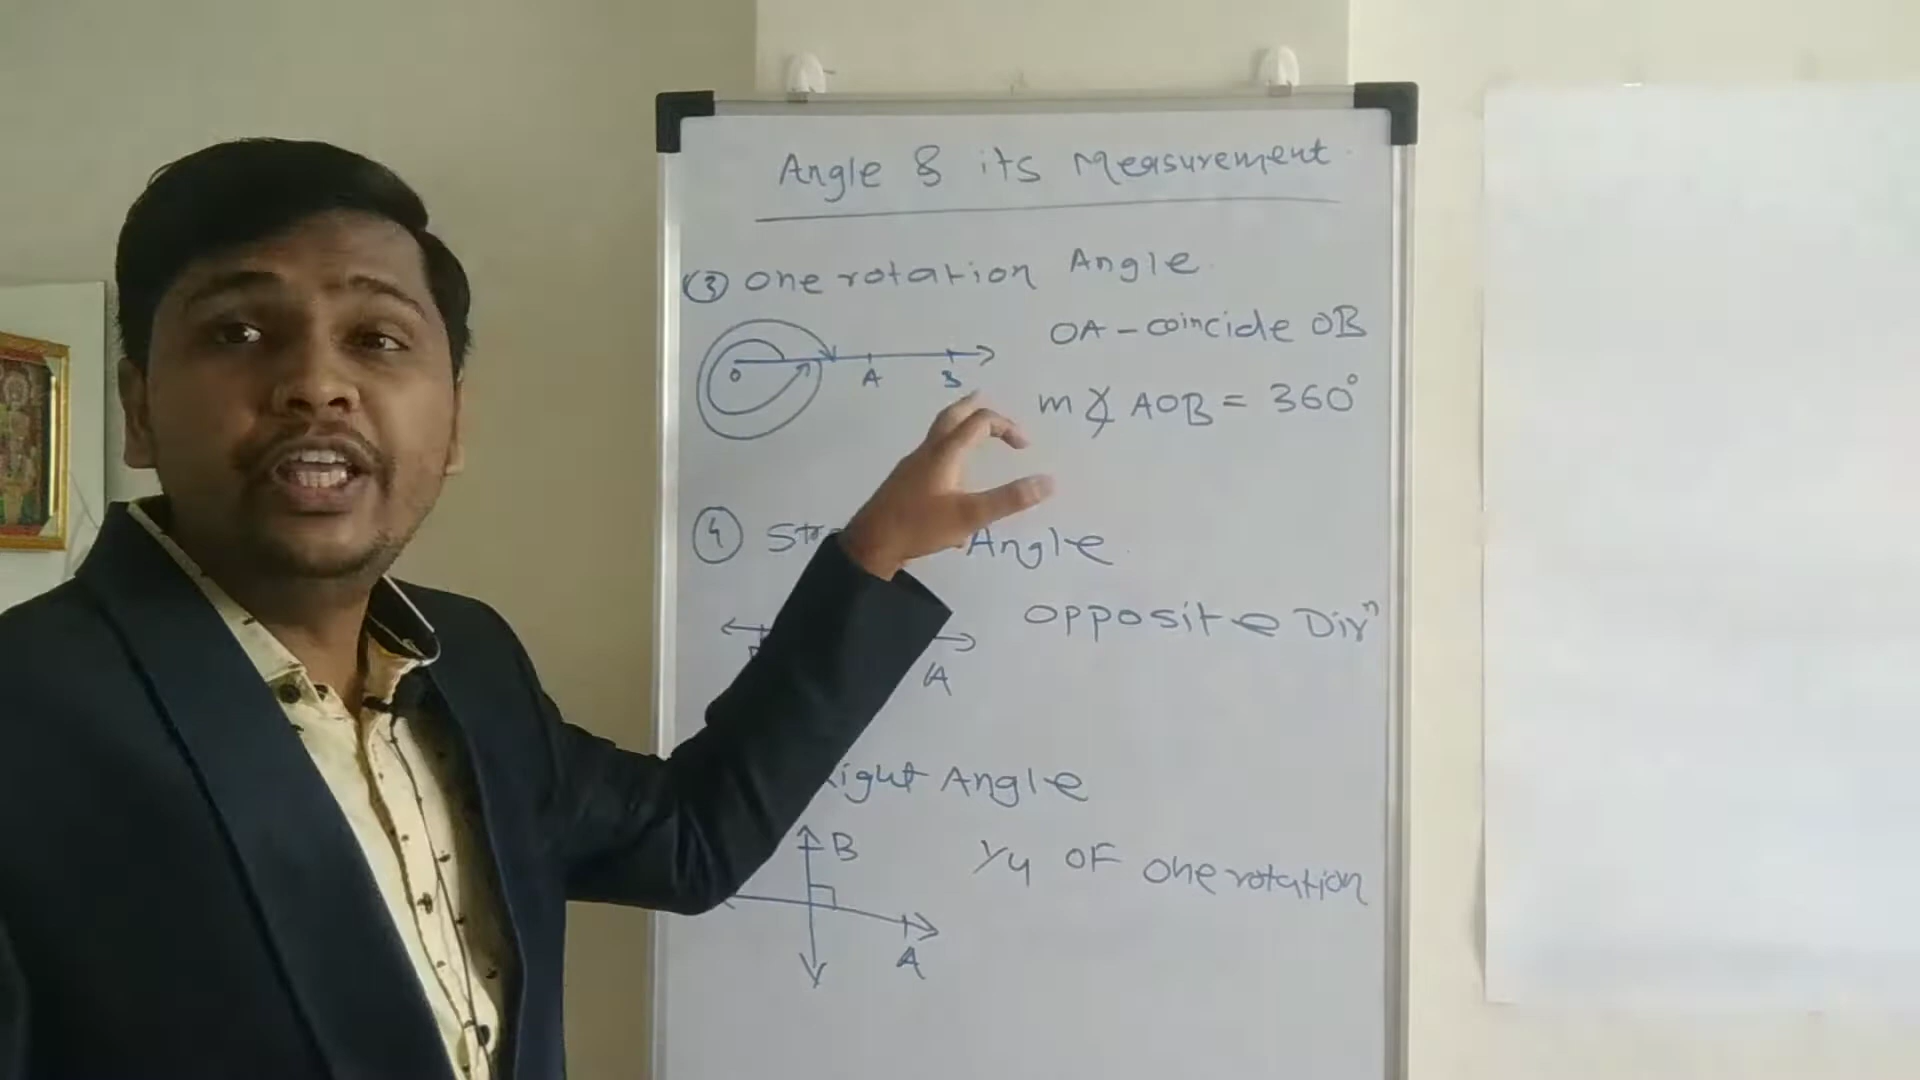 Angle & its Measurement
③ one rotation Angle
OA - coincide OB
O A B
m∡ AOB = 360°
④ Angle
opposite Dirⁿ
A
Right Angle
B
1/4 OF one rotation
A